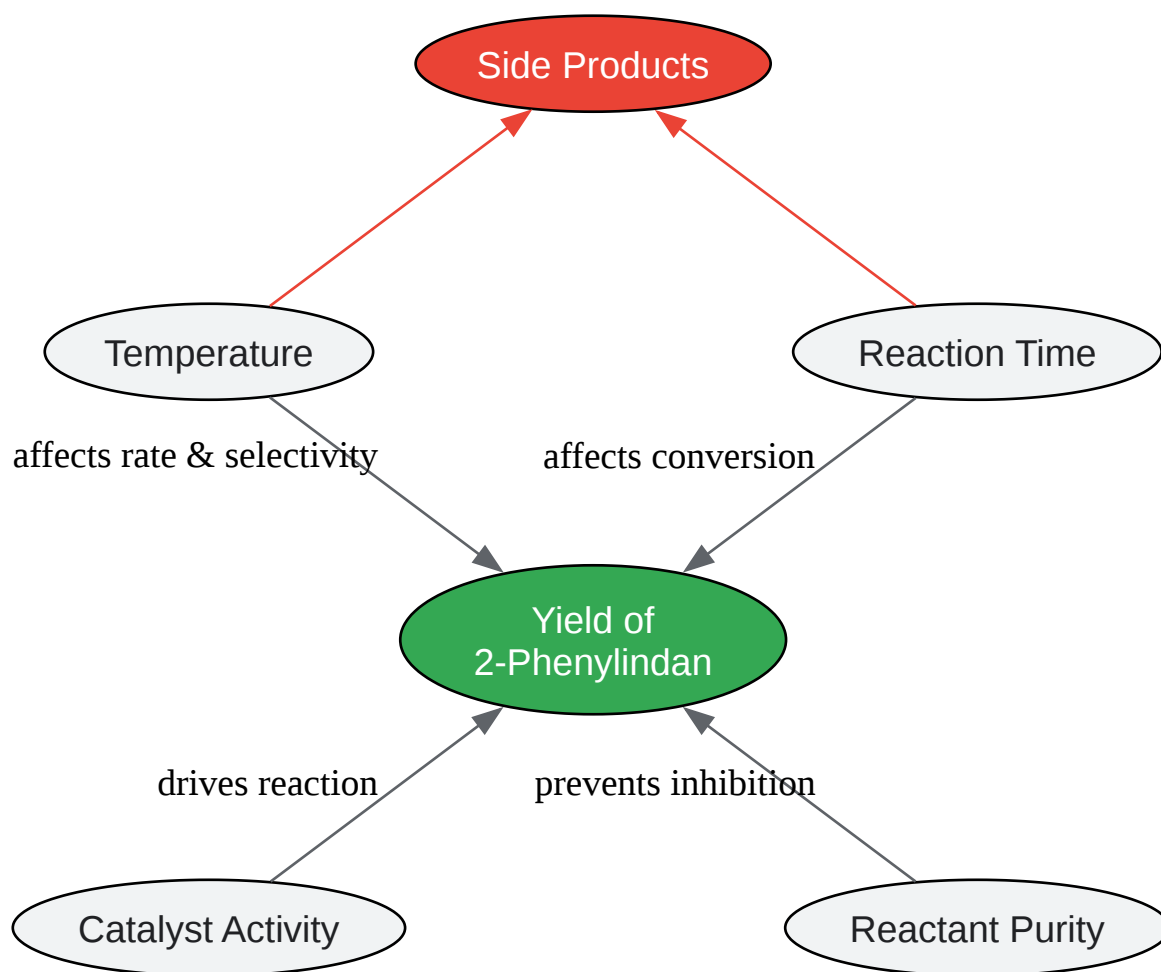 Side Products
Temperature
Reaction Time
affects rate & selectivity
affects conversion
Yield of
2-Phenylindan
drives reaction
prevents inhibition
Catalyst Activity
Reactant Purity